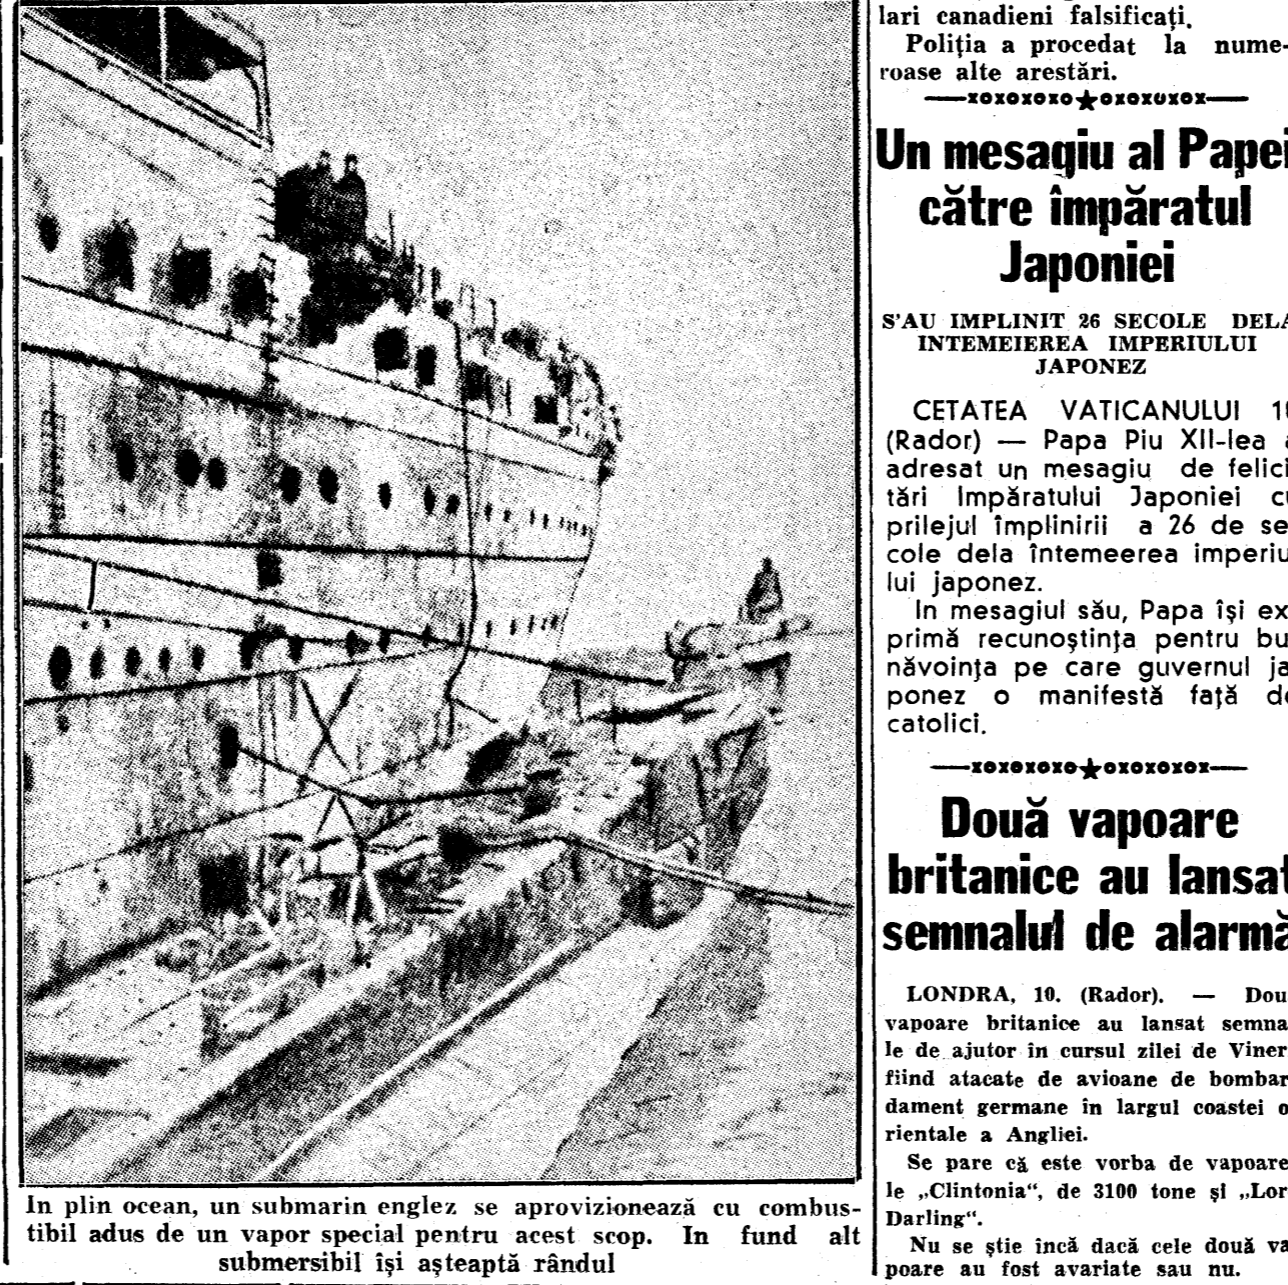 In plin ocean, un submarin englez se aprovizionează cu combus-
tibil adus de un vapor special pentru acest scop. In fund alt
submersibil își așteaptă rândul
lari canadieni falsificați.
Poliția a procedat la nume-
roase alte arestări.
Un mesagiu al Papei
către împăratul
Japoniei
S'AU IMPLINIT 26 SECOLE DELA
INTEMEIEREA IMPERIULUI
JAPONEZ
CETATEA VATICANULUI 10
(Rador) — Papa Piu XII-lea a
adresat un mesagiu de felici
tări Impăratului Japoniei cu
prilejul împlinirii a 26 de se
cole dela întemeerea imperiu
lui japonez.
In mesagiul său, Papa își ex
primă recunoștința pentru bu
năvoința pe care guvernul ja
ponez o manifestă față de
catolici.
Două vapoare
britanice au lansat
semnalul de alarmă
LONDRA, 10. (Rador). — Dou
vapoare britanice au lansat semna
le de ajutor în cursul zilei de Viner
fiind atacate de avioane de bombar
dament germane în largul coastei o
rientale a Angliei.
Se pare că este vorba de vapoare
le „Clintonia“, de 3100 tone și „Lor
Darling“.
Nu se știe încă dacă cele două va
poare au fost avariate sau nu.